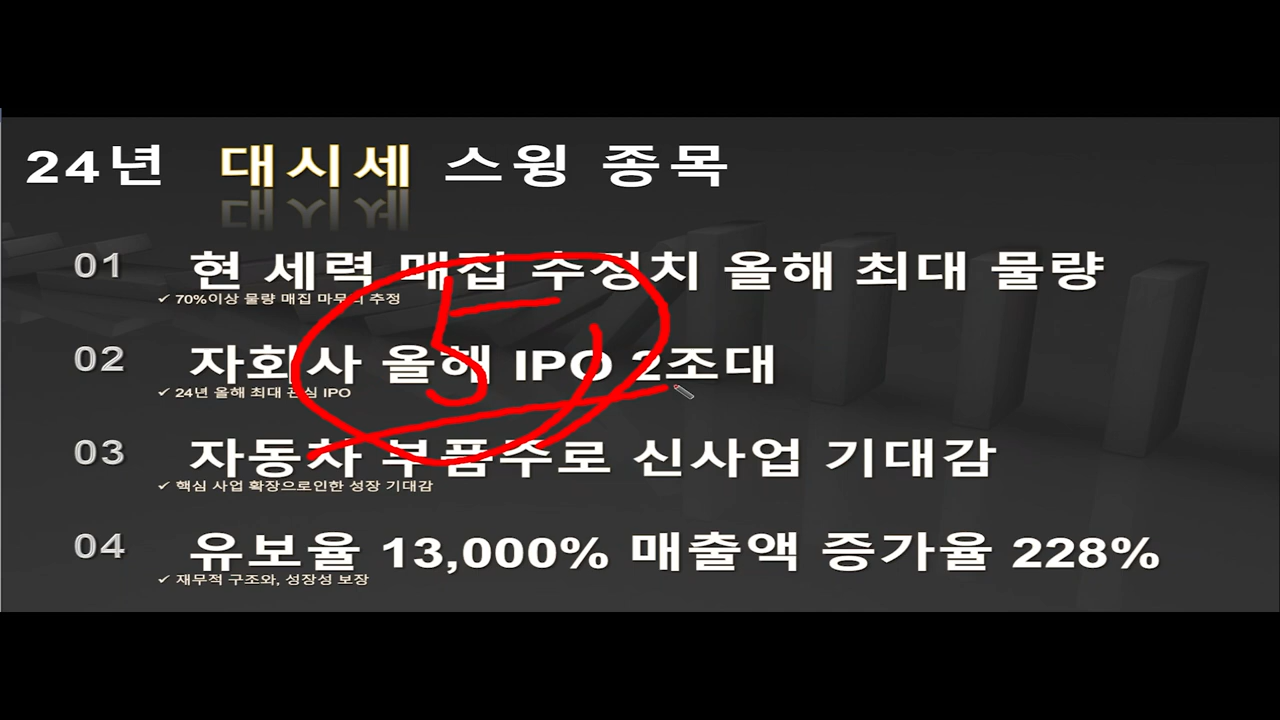 24년 대시세 스윙 종목
01 현 세력 매집 추정치 올해 최대 물량
✓ 70%이상 물량 매집 마무리 추정
02 자회사 올해 IPO 2조대
✓ 24년 올해 최대 관심 IPO
03 자동차 부품주로 신사업 기대감
✓ 핵심 사업 확장으로인한 성장 기대감
04 유보율 13,000% 매출액 증가율 228%
✓ 재무적 구조와, 성장성 보장
5